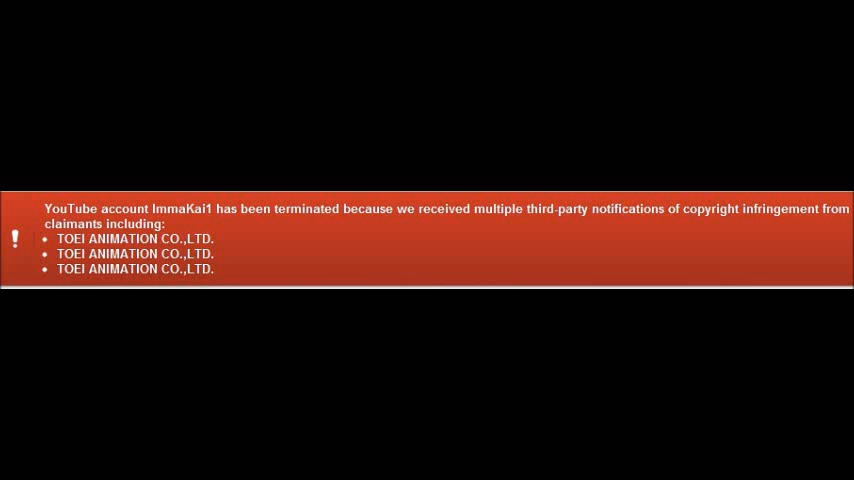 YouTube account ImmaKai1 has been terminated because we received multiple third-party notifications of copyright infringement from
claimants including:
• TOEI ANIMATION CO.,LTD.
• TOEI ANIMATION CO.,LTD.
• TOEI ANIMATION CO.,LTD.